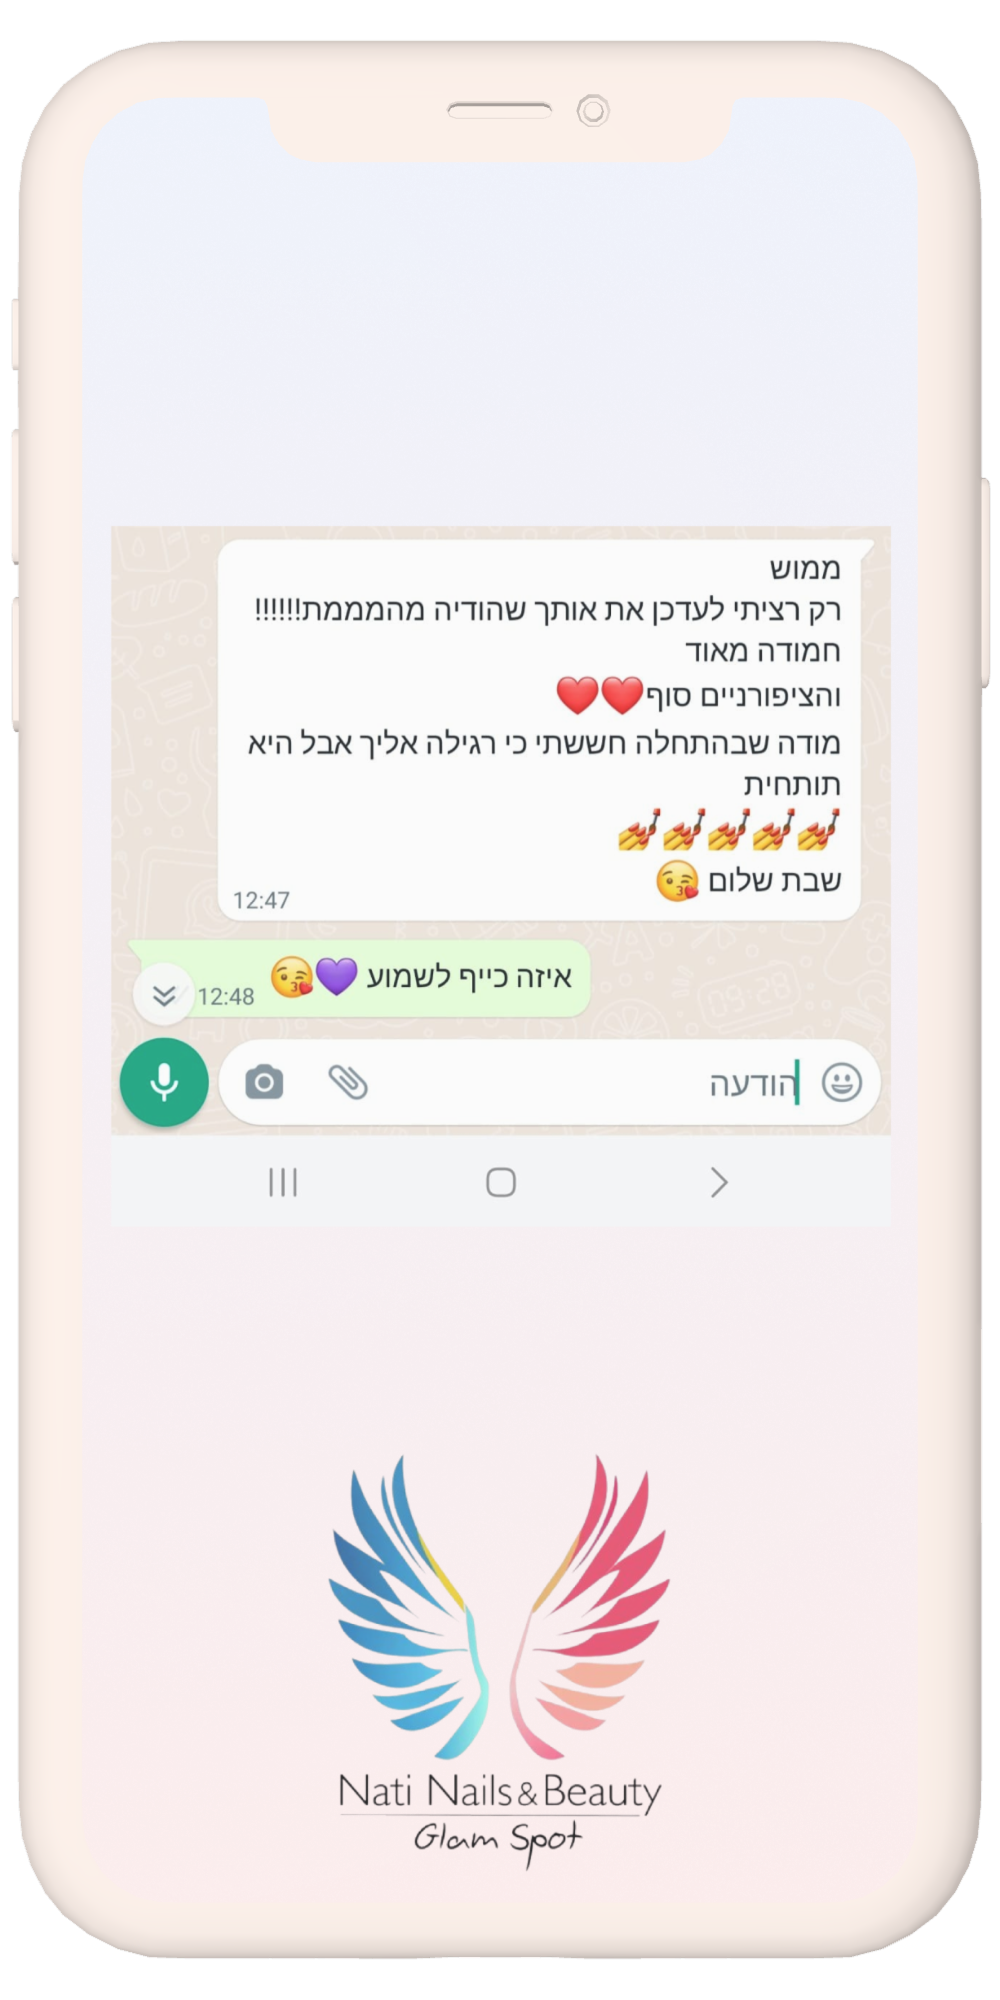 ממוש
רק רציתי לעדכן את אותך שהודיה מהמממת!!!!!!
חמודה מאוד
והציפורניים סוף❤️❤️
מודה שבהתחלה חששתי כי רגילה אליך אבל היא
תותחית
💅💅💅💅💅
שבת שלום 😘
12:47
איזה כייף לשמוע 💜😘
12:48
הודעה
Nati Nails & Beauty
Glam Spot